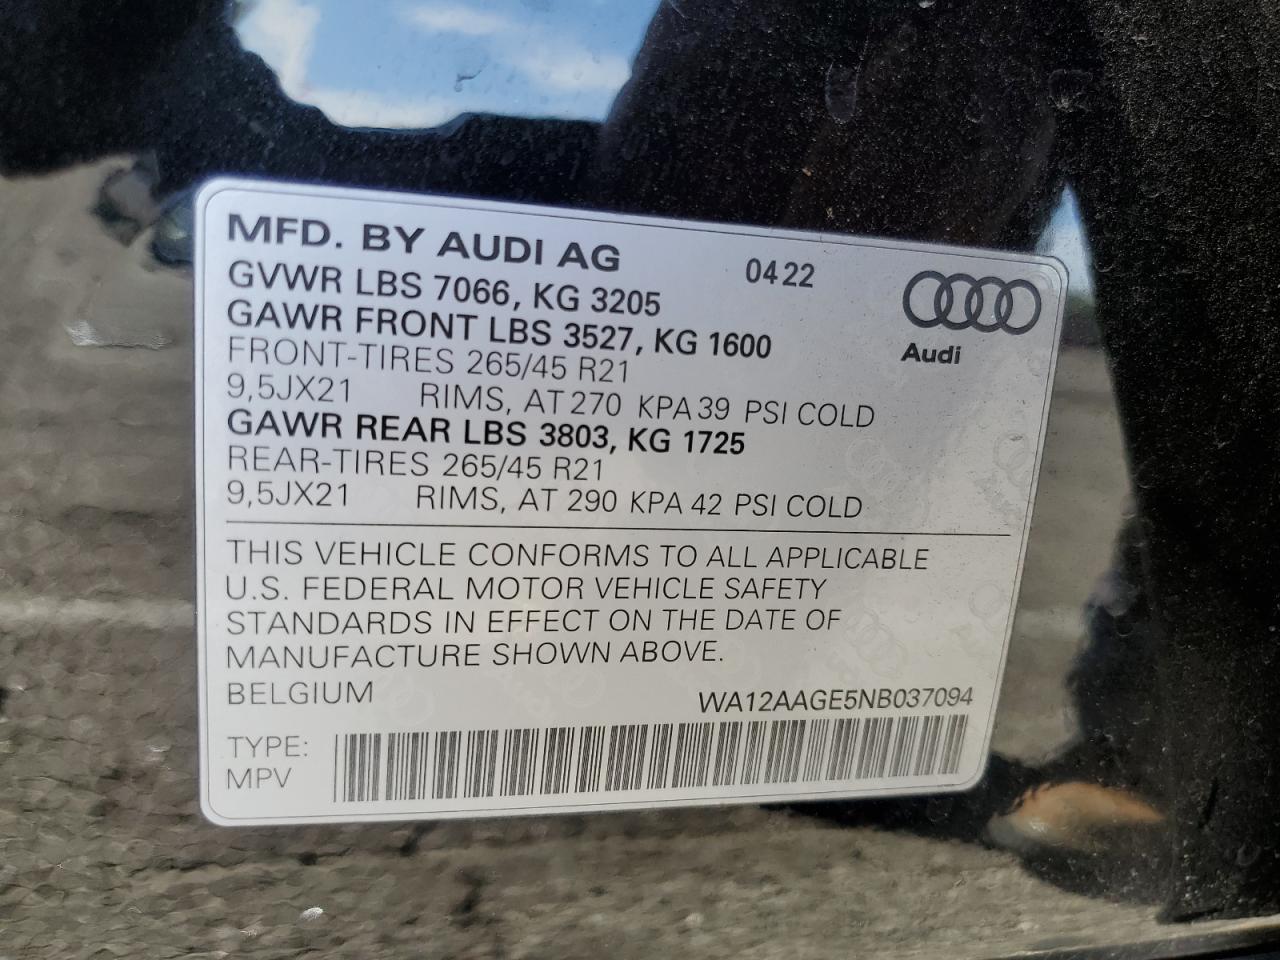 MFD. BY AUDI AG 0422
GVWR LBS 7066, KG 3205
GAWR FRONT LBS 3527, KG 1600
Audi
FRONT-TIRES 265/45 R21
9,5JX21 RIMS, AT 270 KPA 39 PSI COLD
GAWR REAR LBS 3803, KG 1725
REAR-TIRES 265/45 R21
9,5JX21 RIMS, AT 290 KPA 42 PSI COLD
THIS VEHICLE CONFORMS TO ALL APPLICABLE
U.S. FEDERAL MOTOR VEHICLE SAFETY
STANDARDS IN EFFECT ON THE DATE OF
MANUFACTURE SHOWN ABOVE.
BELGIUM WA12AAGE5NB037094
TYPE:
MPV